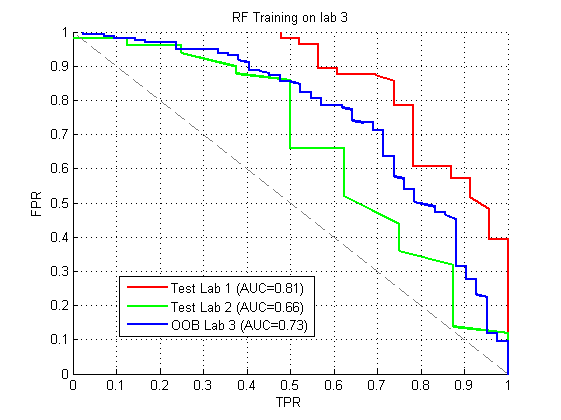 RF Training on lab 3
1
0.9
0.8
0.7
0.6
0.5
0.4
0.3
0.2
0.1
0
FPR
Test Lab 1 (AUC=0.81)
Test Lab 2 (AUC=0.66)
OOB Lab 3 (AUC=0.73)
0 0.1 0.2 0.3 0.4 0.5 0.6 0.7 0.8 0.9 1
TPR